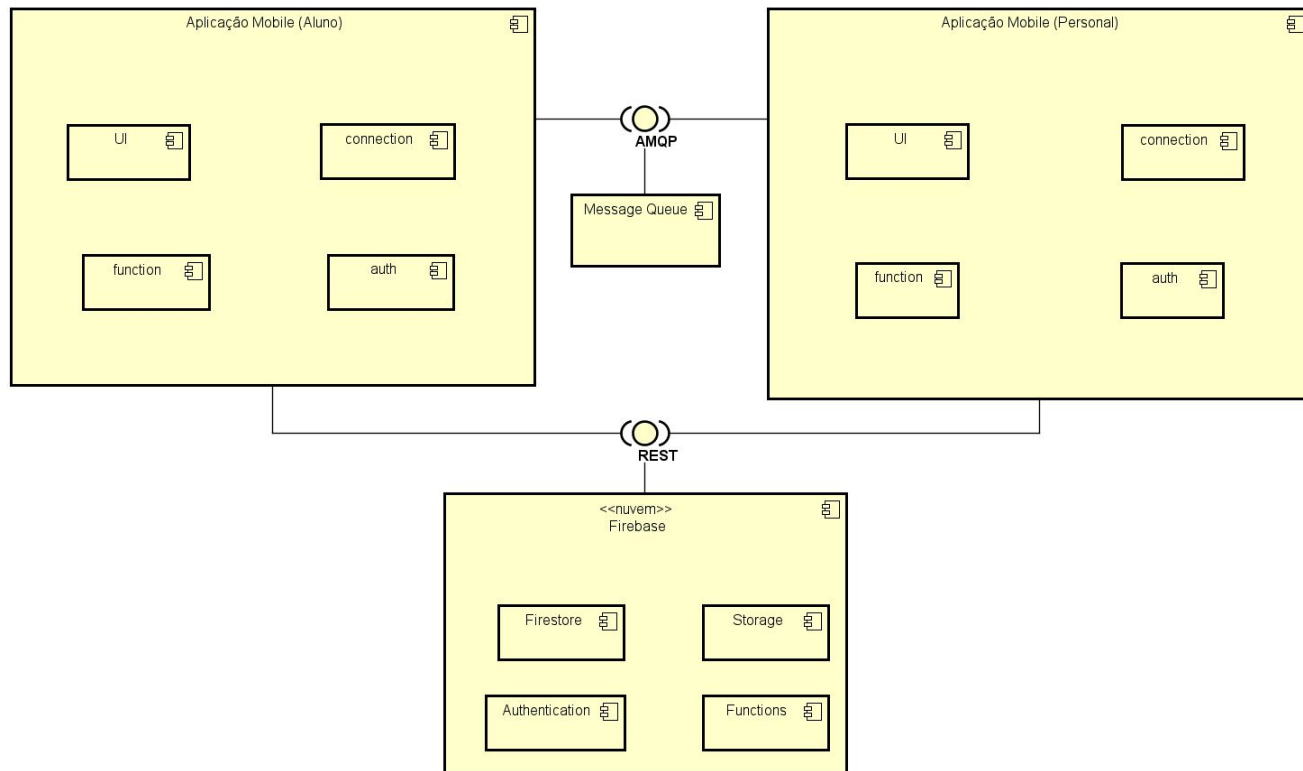 Aplicação Mobile (Aluno)
UI
connection
function
auth
AMQP
Message Queue
Aplicação Mobile (Personal)
UI
connection
function
auth
REST
<<nuvem>>
Firebase
Firestore
Storage
Authentication
Functions